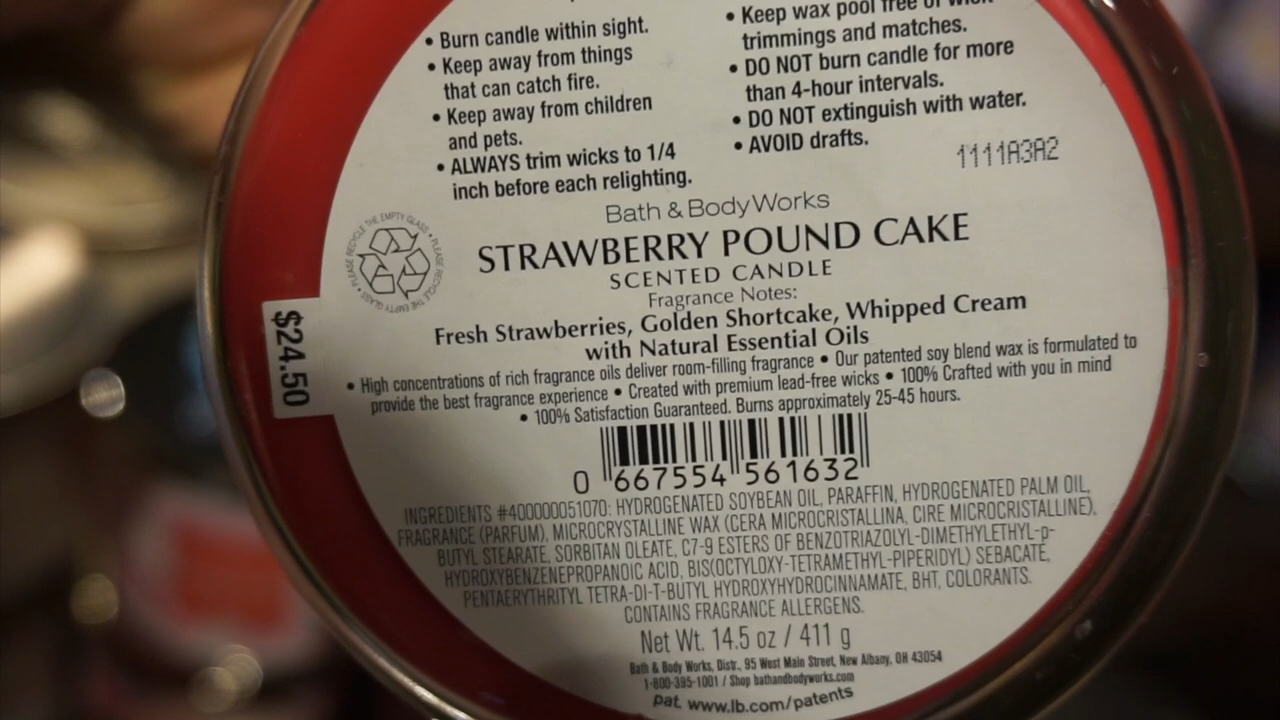 • Burn candle within sight.
• Keep away from things
that can catch fire.
• Keep away from children
and pets.
• ALWAYS trim wicks to 1/4
inch before each relighting.
• Keep wax pool free of wick
trimmings and matches.
• DO NOT burn candle for more
than 4-hour intervals.
• DO NOT extinguish with water.
• AVOID drafts.
1111A3A2
PLEASE RECYCLE THE EMPTY GLASS • PLEASE RECYCLE THE EMPTY GLASS •
Bath & Body Works
STRAWBERRY POUND CAKE
SCENTED CANDLE
Fragrance Notes:
Fresh Strawberries, Golden Shortcake, Whipped Cream
with Natural Essential Oils
$24.50
• High concentrations of rich fragrance oils deliver room-filling fragrance • Our patented soy blend wax is formulated to
provide the best fragrance experience • Created with premium lead-free wicks • 100% Crafted with you in mind
• 100% Satisfaction Guaranteed. Burns approximately 25-45 hours.
0 667554 561632
INGREDIENTS #400000051070: HYDROGENATED SOYBEAN OIL, PARAFFIN, HYDROGENATED PALM OIL,
FRAGRANCE (PARFUM), MICROCRYSTALLINE WAX (CERA MICROCRISTALLINA, CIRE MICROCRISTALLINE),
BUTYL STEARATE, SORBITAN OLEATE, C7-9 ESTERS OF BENZOTRIAZOLYL-DIMETHYLETHYL-p-
HYDROXYBENZENEPROPANOIC ACID, BIS(OCTYLOXY-TETRAMETHYL-PIPERIDYL) SEBACATE,
PENTAERYTHRITYL TETRA-DI-T-BUTYL HYDROXYHYDROCINNAMATE, BHT, COLORANTS.
CONTAINS FRAGRANCE ALLERGENS.
Net Wt. 14.5 oz / 411 g
Bath & Body Works, Distr., 95 West Main Street, New Albany, OH 43054
1-800-395-1001 / Shop bathandbodyworks.com
Pat. www.lb.com/patents